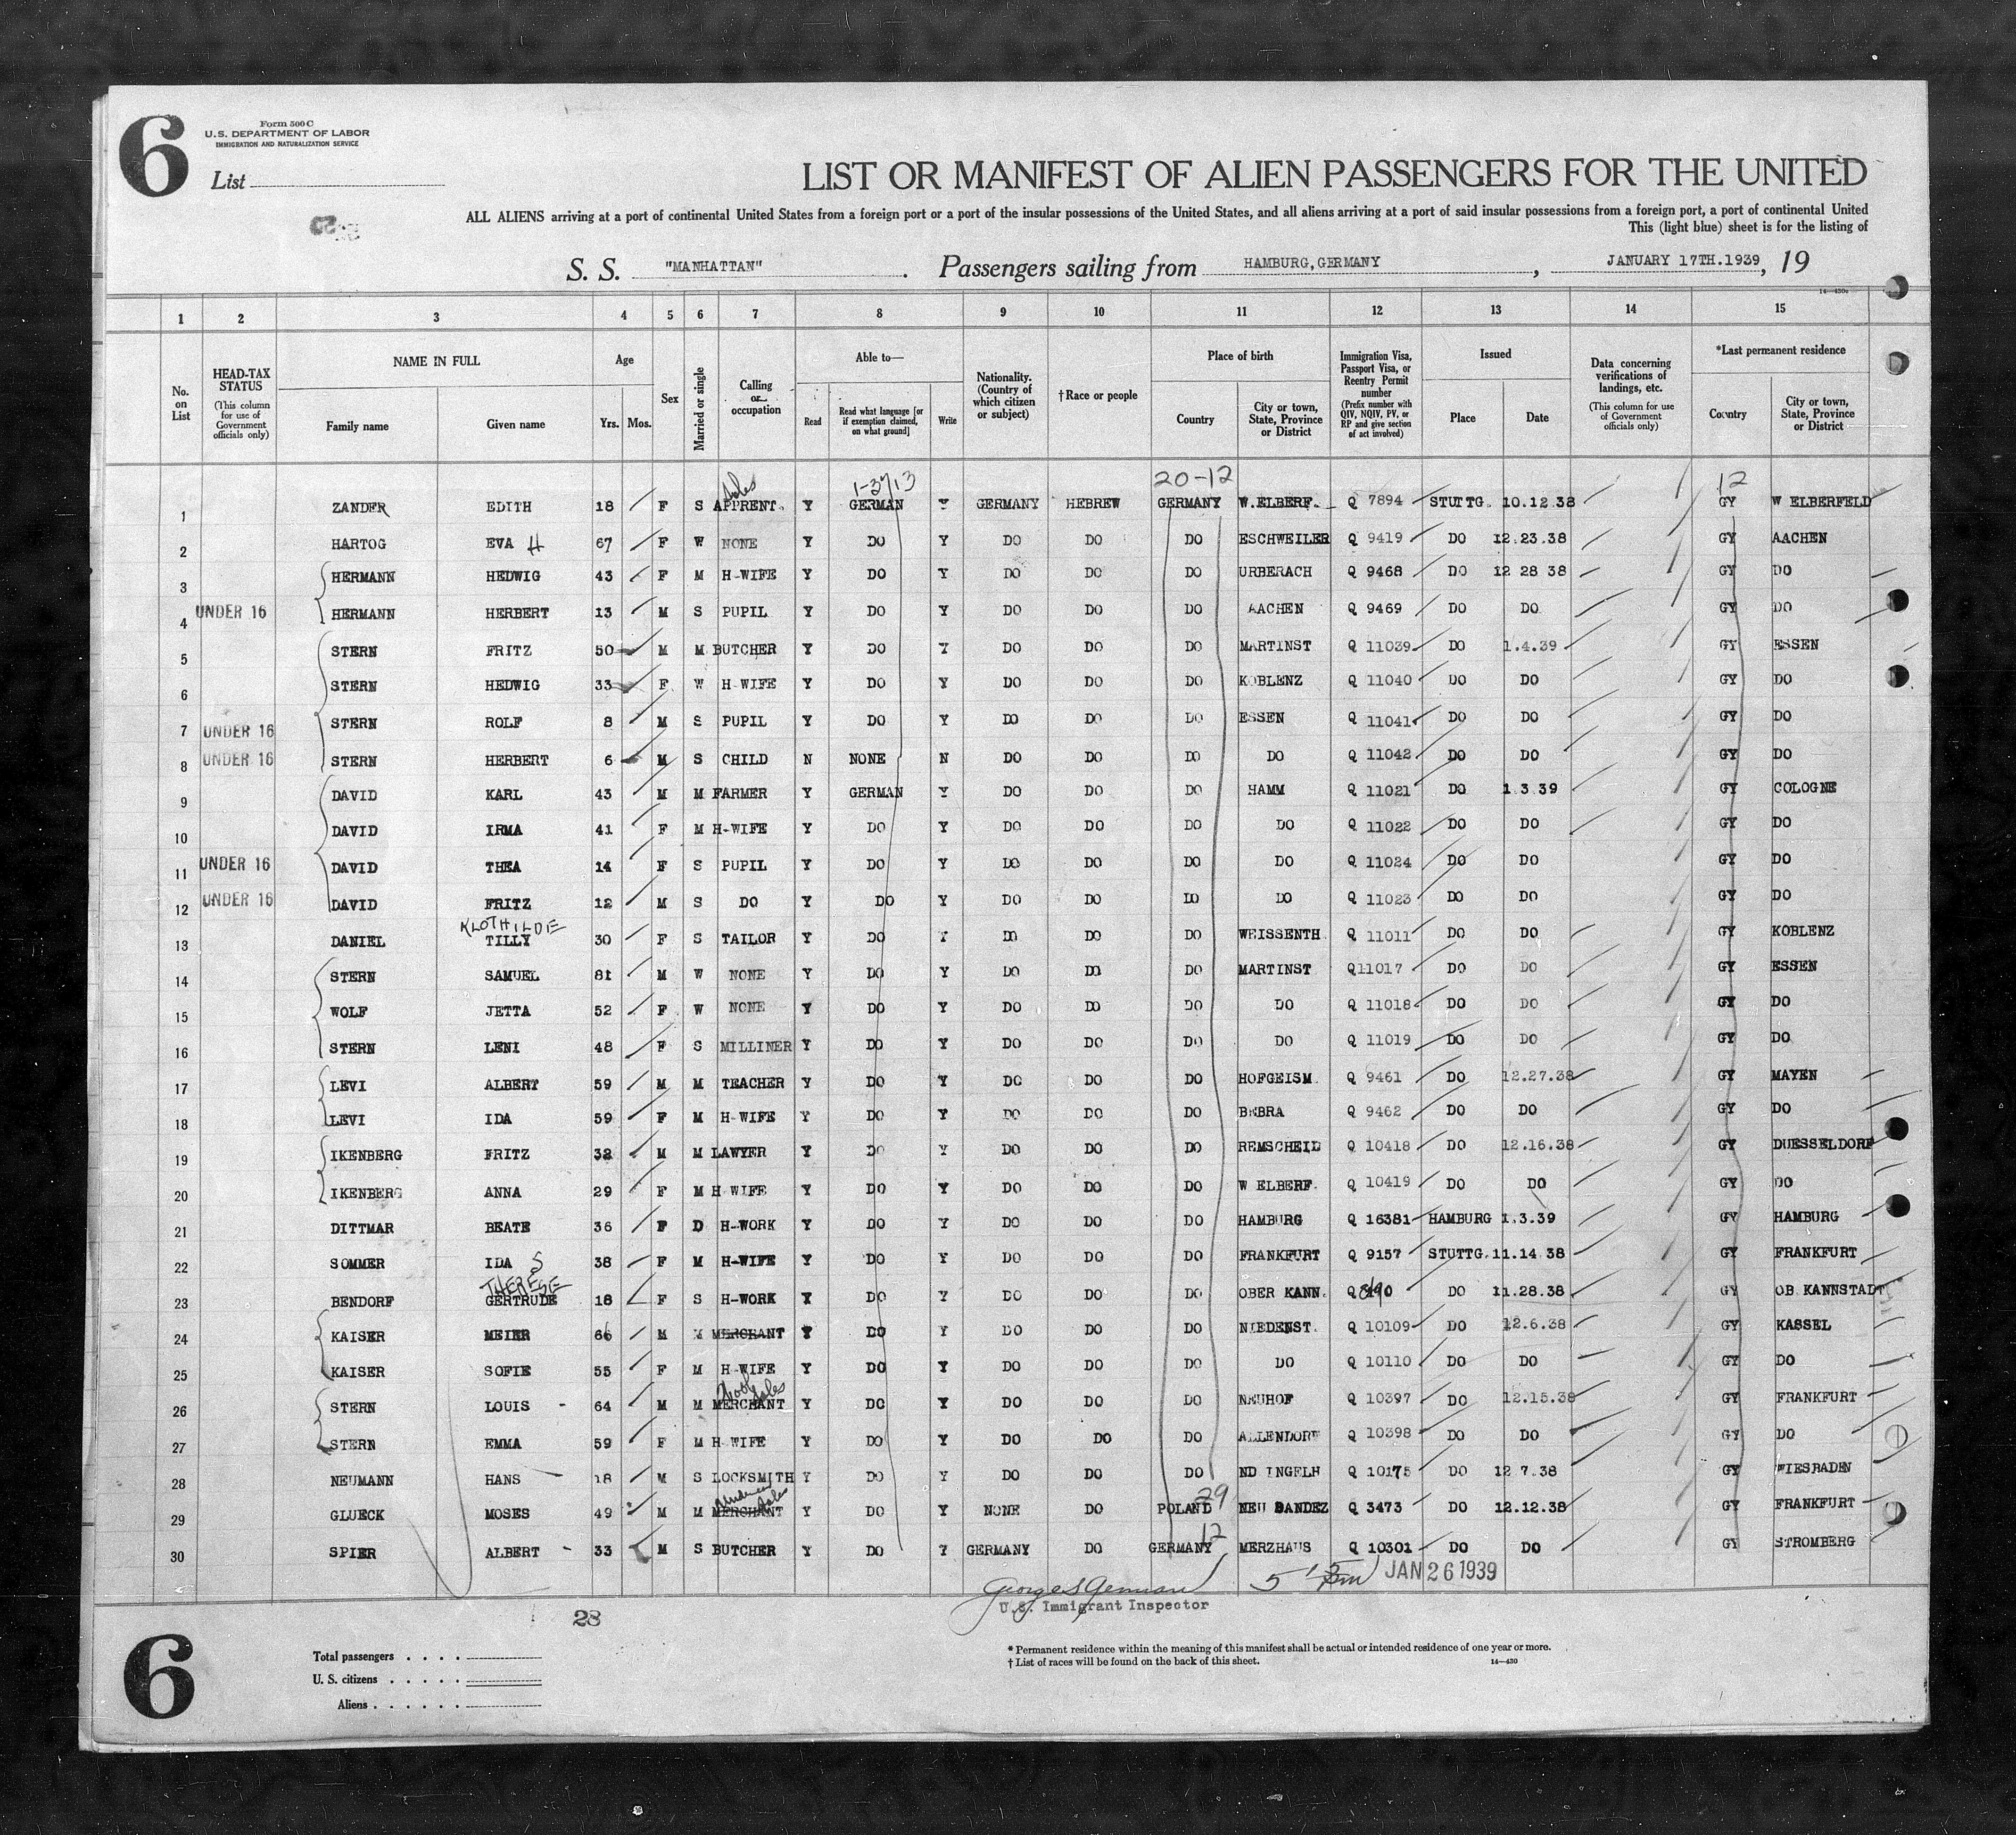 6
Form 500 C
U.S. DEPARTMENT OF LABOR
IMMIGRATION AND NATURALIZATION SERVICE
List
LIST OR MANIFEST OF ALIEN PASSENGERS FOR THE UNITED
ALL ALIENS arriving at a port of continental United States from a foreign port or a port of the insular possessions of the United States, and all aliens arriving at a port of said insular possessions from a foreign port, a port of continental United
This (light blue) sheet is for the listing of
S. S. "MANHATTAN". Passengers sailing from HAMBURG,GERMANY, JANUARY 17TH.1939, 19
14-430
1 2 3 4 5 6 7 8 9 10 11 12 13 14 15
No. on List
HEAD-TAX STATUS (This column for use of Government officials only)
NAME IN FULL
Family name Given name
Age
Yrs. Mos.
Sex
Married or single
Calling or occupation
Able to—
Read
Read what language [or if exemption claimed, on what ground]
Write
Nationality. (Country of which citizen or subject)
†Race or people
Place of birth
Country
City or town, State, Province or District
Immigration Visa, Passport Visa, or Reentry Permit number (Prefix number with QIV, NQIV, PV, or RP and give section of act involved)
Issued
Place Date
Data concerning verifications of landings, etc. (This column for use of Government officials only)
*Last permanent residence
Country
City or town, State, Province or District
Sales 20-12 12
1 ZANDER EDITH 18 F S APPRENT. Y GERMAN Y GERMANY HEBREW GERMANY W.ELBERF. Q 7894 STUTTG. 10.12.38 GY W ELBERFELD
2 HARTOG EVA H 67 F W NONE Y DO Y DO DO DO ESCHWEILER Q 9419 DO 12.23.38 GY AACHEN
3 HERMANN HEDWIG 43 F M H-WIFE Y DO Y DO DO DO URBERACH Q 9468 DO 12 28 38 GY DO
4 UNDER 16 HERMANN HERBERT 13 M S PUPIL Y DO Y DO DO DO AACHEN Q 9469 DO DO GY DO
5 STERN FRITZ 50 M M BUTCHER Y DO Y DO DO DO MARTINST Q 11039 DO 1.4.39 GY ESSEN
6 STERN HEDWIG 33 F W H-WIFE Y DO Y DO DO DO KOBLENZ Q 11040 DO DO GY DO
7 UNDER 16 STERN ROLF 8 M S PUPIL Y DO Y DO DO DO ESSEN Q 11041 DO DO GY DO
8 UNDER 16 STERN HERBERT 6 M S CHILD N NONE N DO DO DO DO Q 11042 DO DO GY DO
9 DAVID KARL 43 M M FARMER Y GERMAN Y DO DO DO HAMM Q 11021 DO 1 3 39 GY COLOGNE
10 DAVID IRMA 41 F M H-WIFE Y DO Y DO DO DO DO Q 11022 DO DO GY DO
11 UNDER 16 DAVID THEA 14 F S PUPIL Y DO Y DO DO DO DO Q 11024 DO DO GY DO
12 UNDER 16 DAVID FRITZ 12 M S DO Y DO Y DO DO DO DO Q 11023 DO DO GY DO
KLOTHILDE
13 DANIEL TILLY 30 F S TAILOR Y DO Y DO DO DO WEISSENTH Q 11011 DO DO GY KOBLENZ
14 STERN SAMUEL 81 M W NONE Y DO Y DO DO DO MARTINST Q11017 DO DO GY ESSEN
15 WOLF JETTA 52 F W NONE Y DO Y DO DO DO DO Q 11018 DO DO GY DO
16 STERN LENI 48 F S MILLINER Y DO Y DO DO DO DO Q 11019 DO DO GY DO
17 LEVI ALBERT 59 M M TEACHER Y DO Y DO DO DO HOFGEISM. Q 9461 DO 12.27.38 GY MAYEN
18 LEVI IDA 59 F M H-WIFE Y DO Y DO DO DO BEBRA Q 9462 DO DO GY DO
19 IKENBERG FRITZ 32 M M LAWYER Y DO Y DO DO DO REMSCHEID Q 10418 DO 12.16.38 GY DUESSELDORF
20 IKENBERG ANNA 29 F M H WIFE Y DO Y DO DO DO W ELBERF. Q 10419 DO DO GY DO
21 DITTMAR BEATE 36 F D H-WORK Y DO Y DO DO DO HAMBURG Q 16381 HAMBURG 1.3.39 GY HAMBURG
22 SOMMER IDA S 38 F M H-WIFE Y DO Y DO DO DO FRANKFURT Q 9157 STUTTG. 11.14 38 GY FRANKFURT
THERESE
23 BENDORF GERTRUDE 18 F S H-WORK Y DO Y DO DO DO OBER KANN. Q DO 11.28.38 GY OB KANNSTADT
24 KAISER MEIER 66 M M MERCHANT Y DO Y DO DO DO NIEDENST. Q 10109 DO 12.6.38 GY KASSEL
25 KAISER SOFIE 55 F M H-WIFE Y DO Y DO DO DO DO Q 10110 DO DO GY DO
Sales
26 STERN LOUIS - 64 M M MERCHANT Y DO Y DO DO DO NEUHOF Q 10397 DO 12.15.38 GY FRANKFURT
27 STERN EMMA 59 F M H WIFE Y DO Y DO DO DO ALLENDORF Q 10398 DO DO GY DO
28 NEUMANN HANS 18 M S LOCKSMITH Y DO Y DO DO DO ND INGELH Q 10175 DO 12 7.38 GY WIESBADEN
Sales 29
29 GLUECK MOSES 49 M M MERCHANT Y DO Y NONE DO POLAND NEU SANDEZ Q 3473 DO 12.12.38 GY FRANKFURT
12
30 SPIER ALBERT - 33 M S BUTCHER Y DO Y GERMANY DO GERMANY MERZHAUS Q 10301 DO DO GY STROMBERG
JAN 26 1939
U.S. Immigrant Inspector
28
6
Total passengers
U. S. citizens
Aliens
* Permanent residence within the meaning of this manifest shall be actual or intended residence of one year or more.
† List of races will be found on the back of this sheet. 14-430